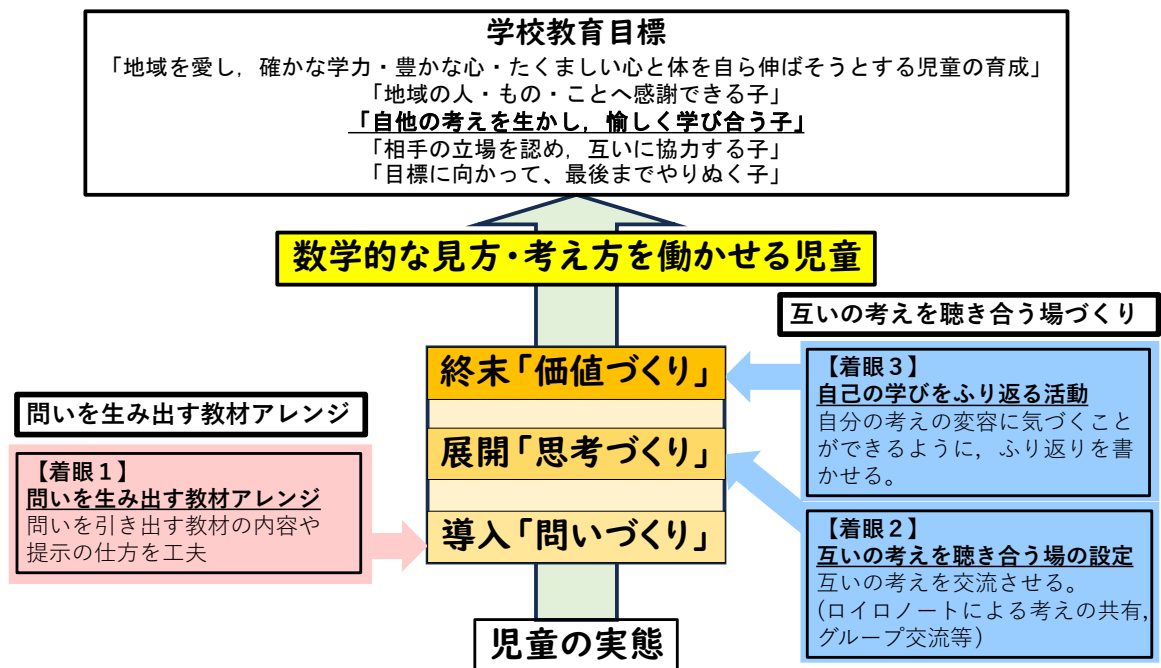 学校教育目標
「地域を愛し，確かな学力・豊かな心・たくましい心と体を自ら伸ばそうとする児童の育成」
「地域の人・もの・ことへ感謝できる子」
「自他の考えを生かし，愉しく学び合う子」
「相手の立場を認め，互いに協力する子」
「目標に向かって、最後までやりぬく子」
数学的な見方・考え方を働かせる児童
互いの考えを聴き合う場づくり
終末「価値づくり」
【着眼３】
自己の学びをふり返る活動
自分の考えの変容に気づくこと
ができるように，ふり返りを書
かせる。
問いを生み出す教材アレンジ
展開「思考づくり」
【着眼１】
問いを生み出す教材アレンジ
問いを引き出す教材の内容や
提示の仕方を工夫
導入「問いづくり」
【着眼２】
互いの考えを聴き合う場の設定
互いの考えを交流させる。
(ロイロノートによる考えの共有,
グループ交流等）
児童の実態